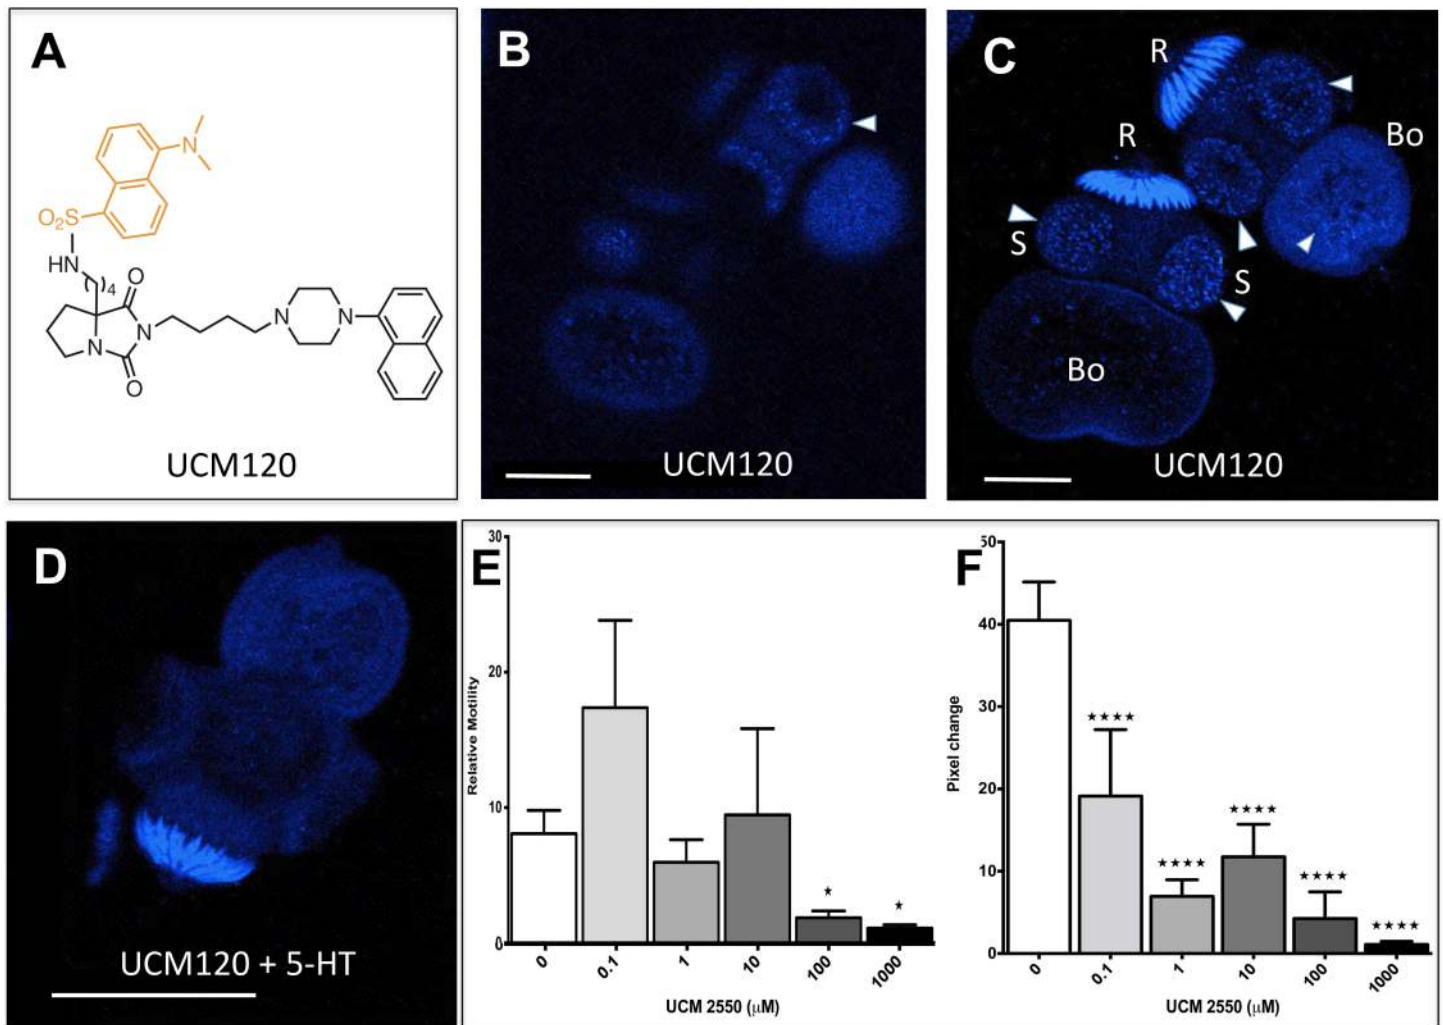 A
N
O₂S
HN
( )4
O
N
N
N
N
O
UCM120
B
UCM120
C
R
R
Bo
S
S
Bo
UCM120
D
UCM120 + 5-HT
E
30
20
10
0
Relative Motility
★
★
0
0.1
1
10
100
1000
UCM 2550 (μM)
F
50
40
30
20
10
0
Pixel change
★★★★
★★★★
★★★★
★★★★
★★★★
0
0.1
1
10
100
1000
UCM 2550 (μM)